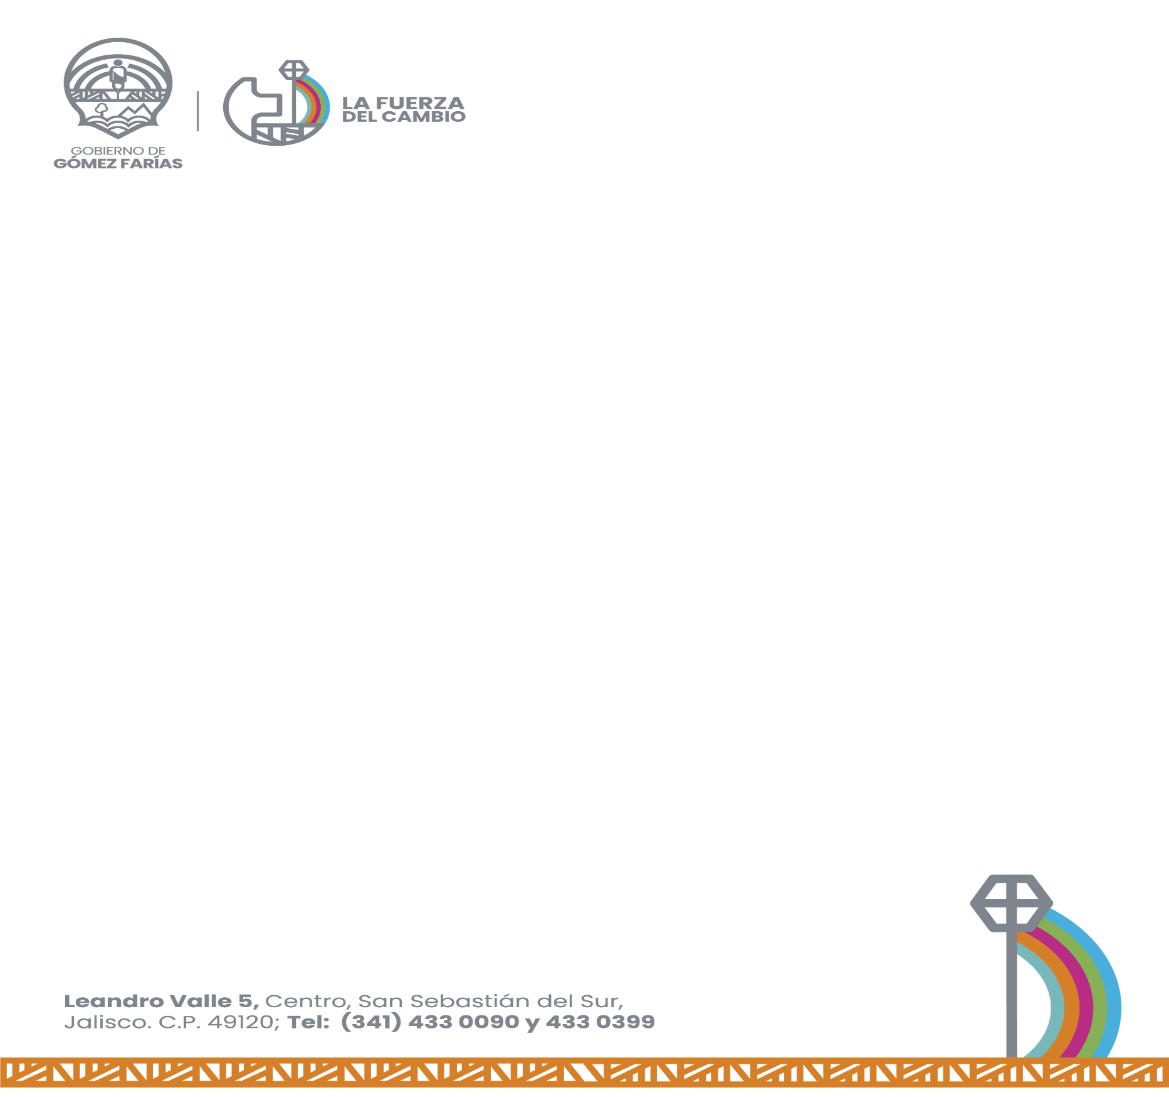 GOBIERNO DE
GÓMEZ FARÍAS
LA FUERZA
DEL CAMBIO
Leandro Valle 5, Centro, San Sebastián del Sur,
Jalisco. C.P. 49120; Tel: (341) 433 0090 y 433 0399